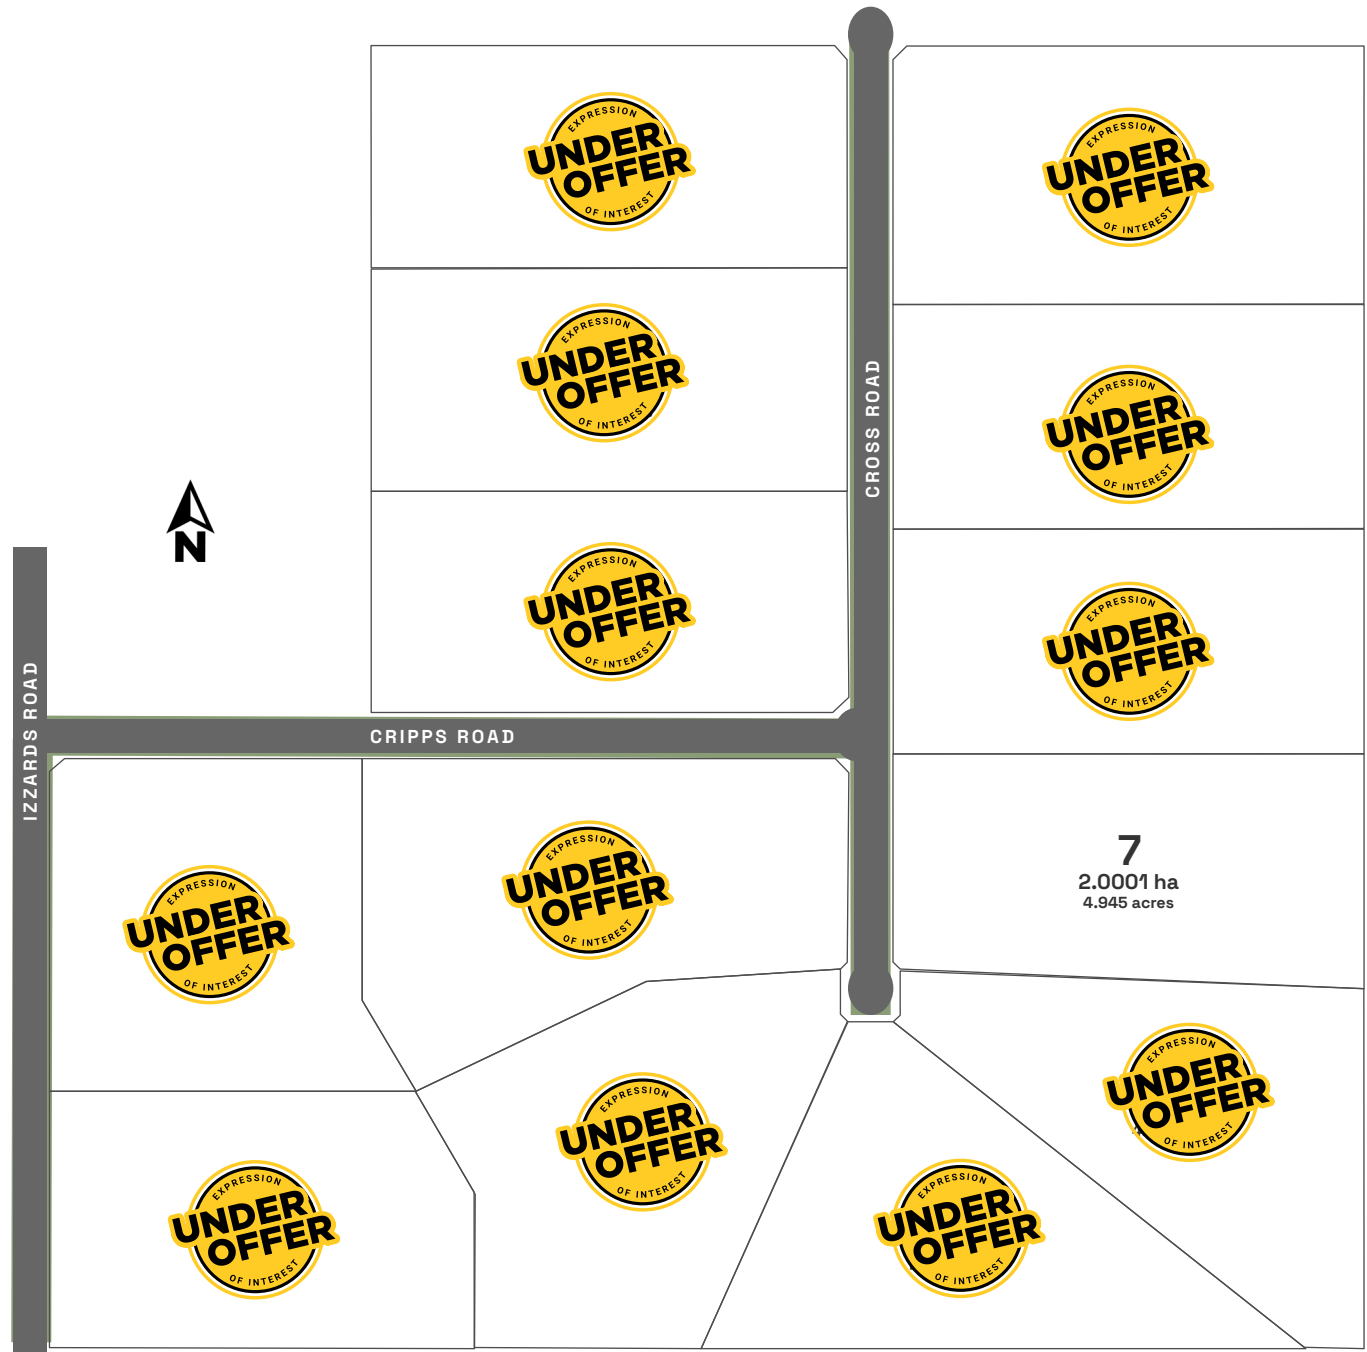 EXPRESSION
UNDER
OFFER
OF INTEREST
EXPRESSION
UNDER
OFFER
OF INTEREST
EXPRESSION
UNDER
OFFER
OF INTEREST
EXPRESSION
UNDER
OFFER
OF INTEREST
CROSS ROAD
N
EXPRESSION
UNDER
OFFER
OF INTEREST
EXPRESSION
UNDER
OFFER
OF INTEREST
IZZARDS ROAD
CRIPPS ROAD
EXPRESSION
UNDER
OFFER
OF INTEREST
EXPRESSION
UNDER
OFFER
OF INTEREST
7
2.0001 ha
4.945 acres
EXPRESSION
UNDER
OFFER
OF INTEREST
EXPRESSION
UNDER
OFFER
OF INTEREST
EXPRESSION
UNDER
OFFER
OF INTEREST
EXPRESSION
UNDER
OFFER
OF INTEREST